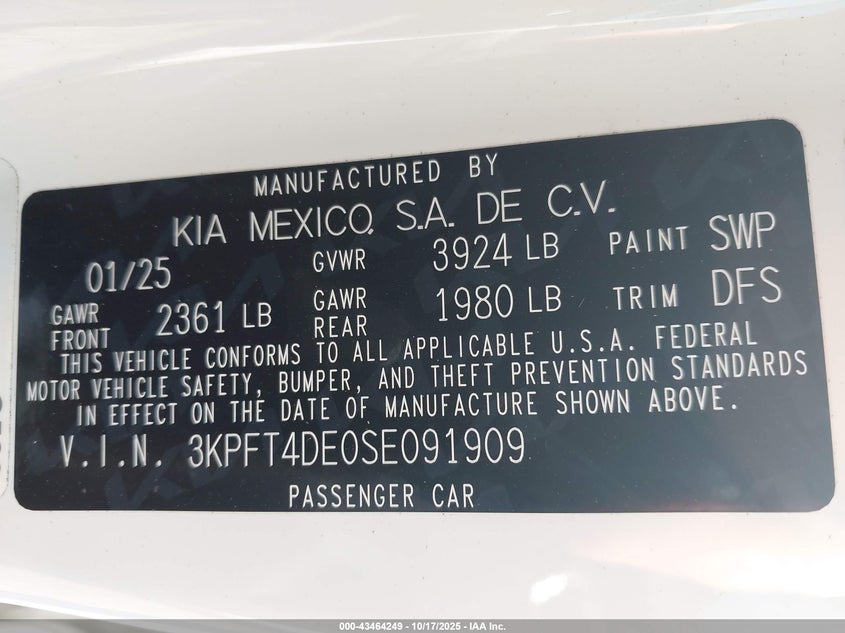 MANUFACTURED BY
KIA MEXICO, S.A. DE C.V.
01/25 GVWR 3924 LB PAINT SWP
GAWR FRONT 2361 LB GAWR REAR 1980 LB TRIM DFS
THIS VEHICLE CONFORMS TO ALL APPLICABLE U.S.A. FEDERAL
MOTOR VEHICLE SAFETY, BUMPER, AND THEFT PREVENTION STANDARDS
IN EFFECT ON THE DATE OF MANUFACTURE SHOWN ABOVE.
V.I.N. 3KPFT4DE0SE091909
PASSENGER CAR
000-43464249 - 10/17/2025 - IAA Inc.